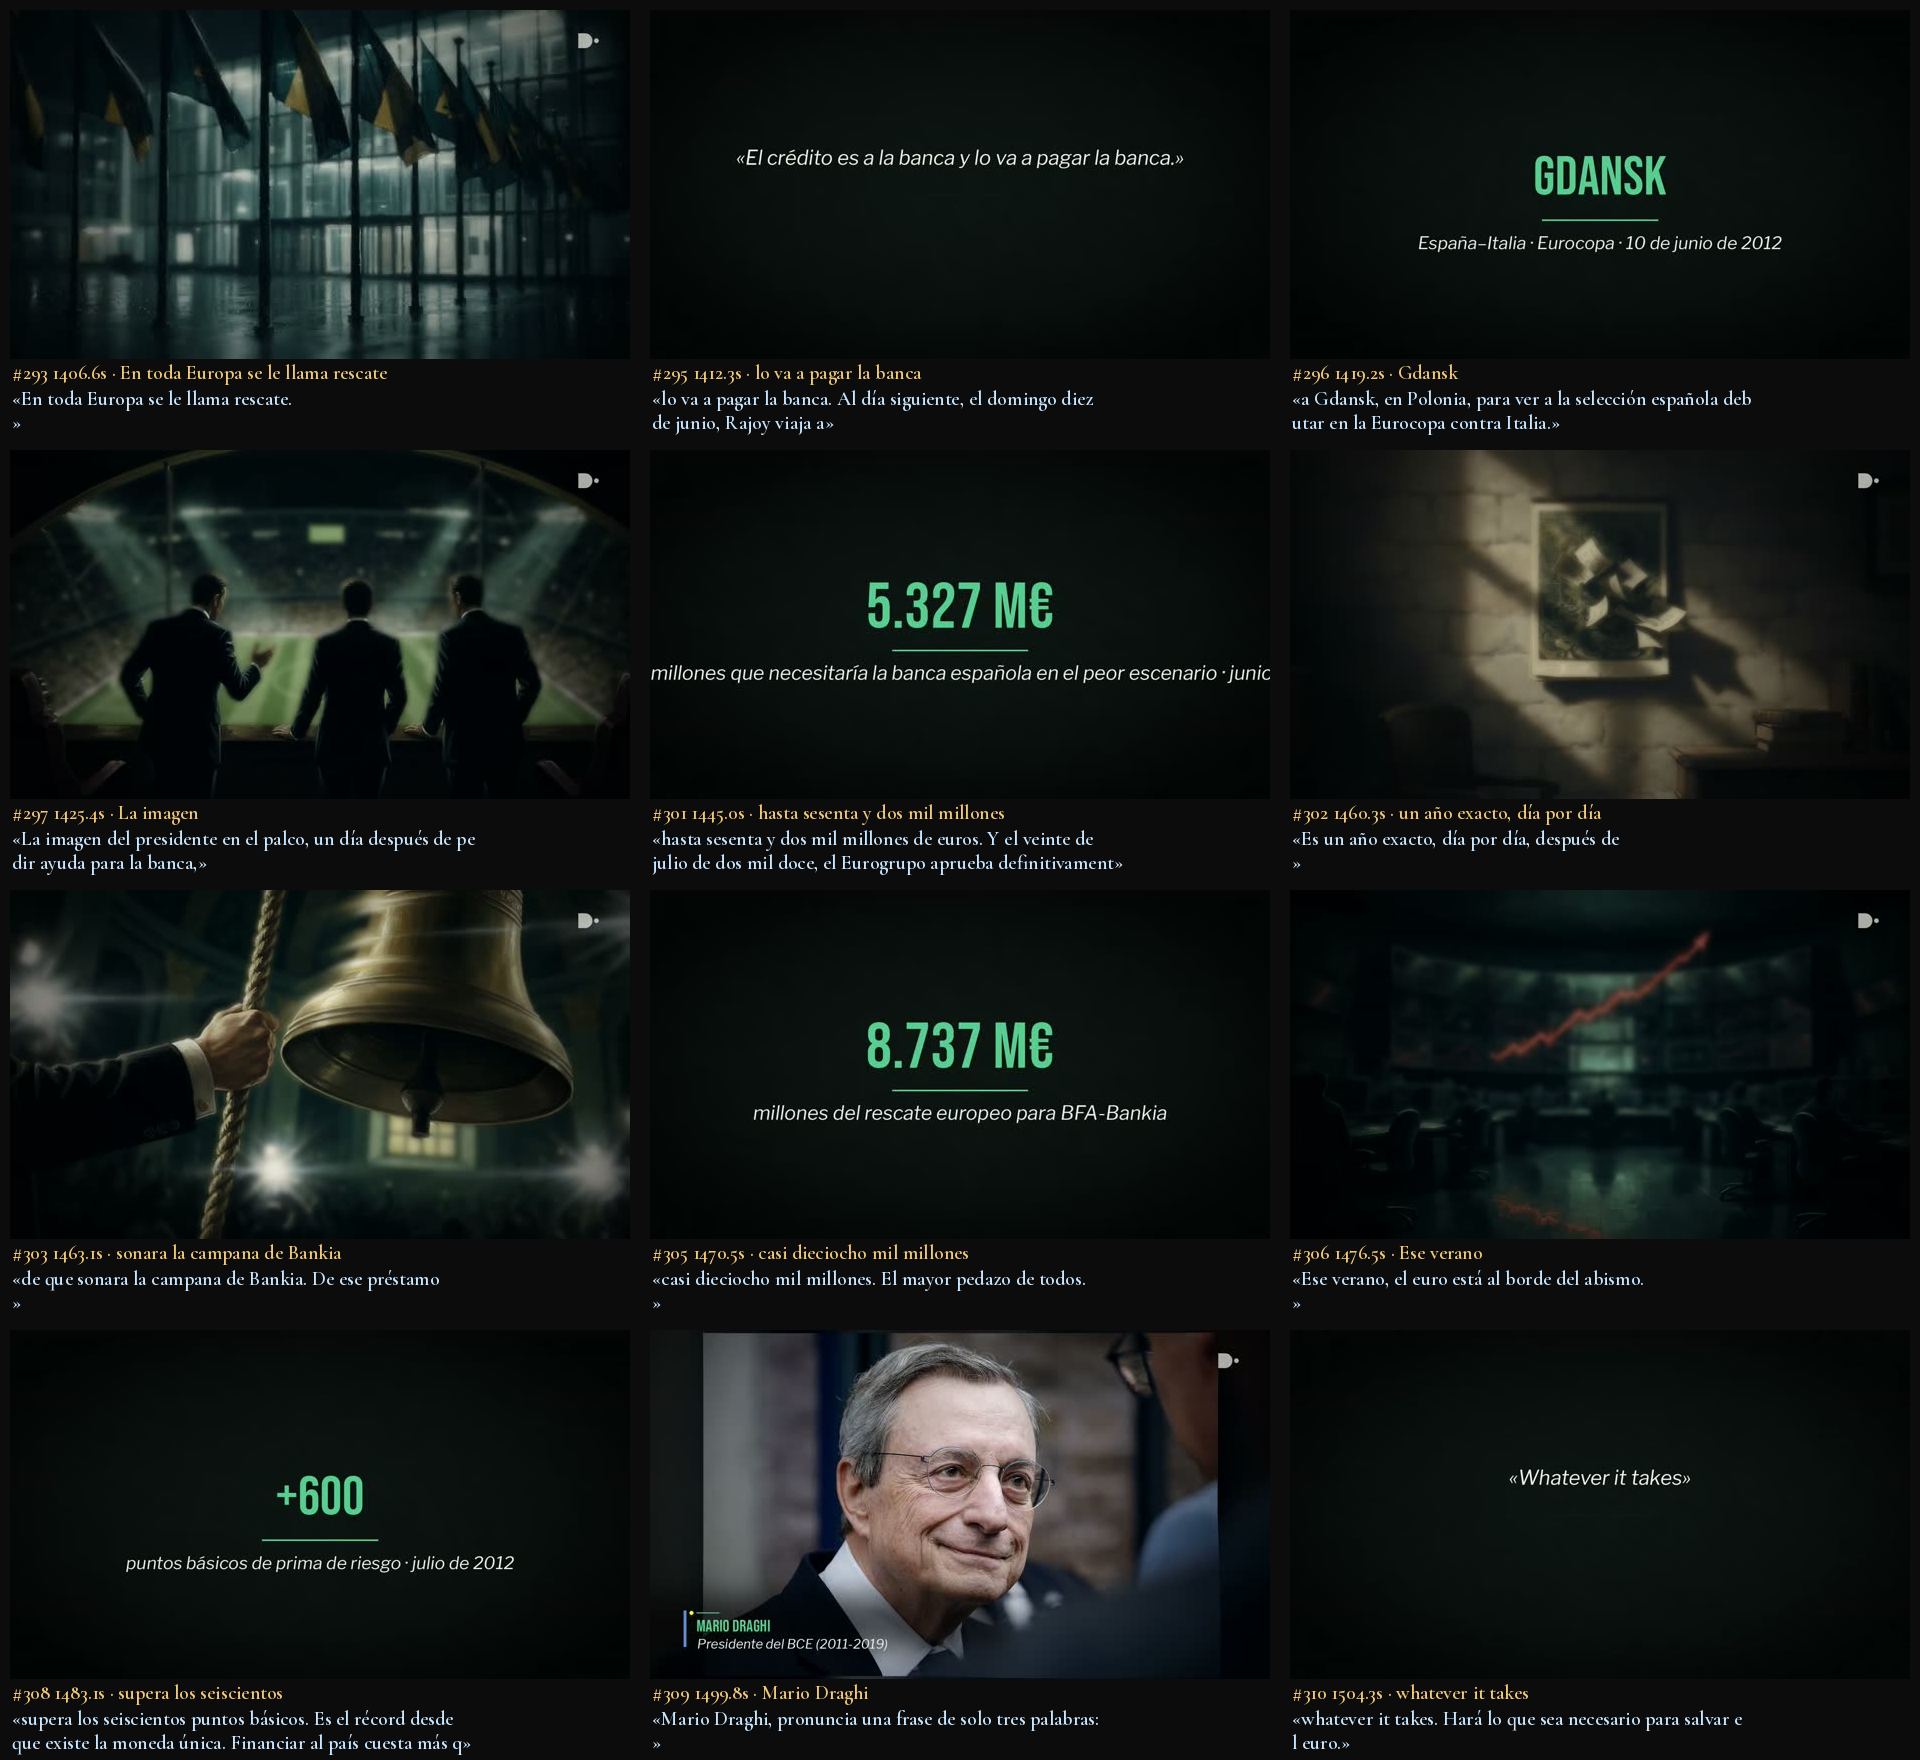 «El crédito es a la banca y lo va a pagar la banca.»
GDANSK
España–Italia · Eurocopa · 10 de junio de 2012
#293 1406.6s · En toda Europa se le llama rescate
«En toda Europa se le llama rescate.
»
#295 1412.3s · lo va a pagar la banca
«lo va a pagar la banca. Al día siguiente, el domingo diez
de junio, Rajoy viaja a»
#296 1419.2s · Gdansk
«a Gdansk, en Polonia, para ver a la selección española deb
utar en la Eurocopa contra Italia.»
5.327 M€
millones que necesitaría la banca española en el peor escenario · junio
#297 1425.4s · La imagen
«La imagen del presidente en el palco, un día después de pe
dir ayuda para la banca,»
#301 1445.0s · hasta sesenta y dos mil millones
«hasta sesenta y dos mil millones de euros. Y el veinte de
julio de dos mil doce, el Eurogrupo aprueba definitivament»
#302 1460.3s · un año exacto, día por día
«Es un año exacto, día por día, después de
»
8.737 M€
millones del rescate europeo para BFA-Bankia
#303 1463.1s · sonara la campana de Bankia
«de que sonara la campana de Bankia. De ese préstamo
»
#305 1470.5s · casi dieciocho mil millones
«casi dieciocho mil millones. El mayor pedazo de todos.
»
#306 1476.5s · Ese verano
«Ese verano, el euro está al borde del abismo.
»
+600
puntos básicos de prima de riesgo · julio de 2012
MARIO DRAGHI
Presidente del BCE (2011-2019)
«Whatever it takes»
#308 1483.1s · supera los seiscientos
«supera los seiscientos puntos básicos. Es el récord desde
que existe la moneda única. Financiar al país cuesta más q»
#309 1499.8s · Mario Draghi
«Mario Draghi, pronuncia una frase de solo tres palabras:
»
#310 1504.3s · whatever it takes
«whatever it takes. Hará lo que sea necesario para salvar e
l euro.»